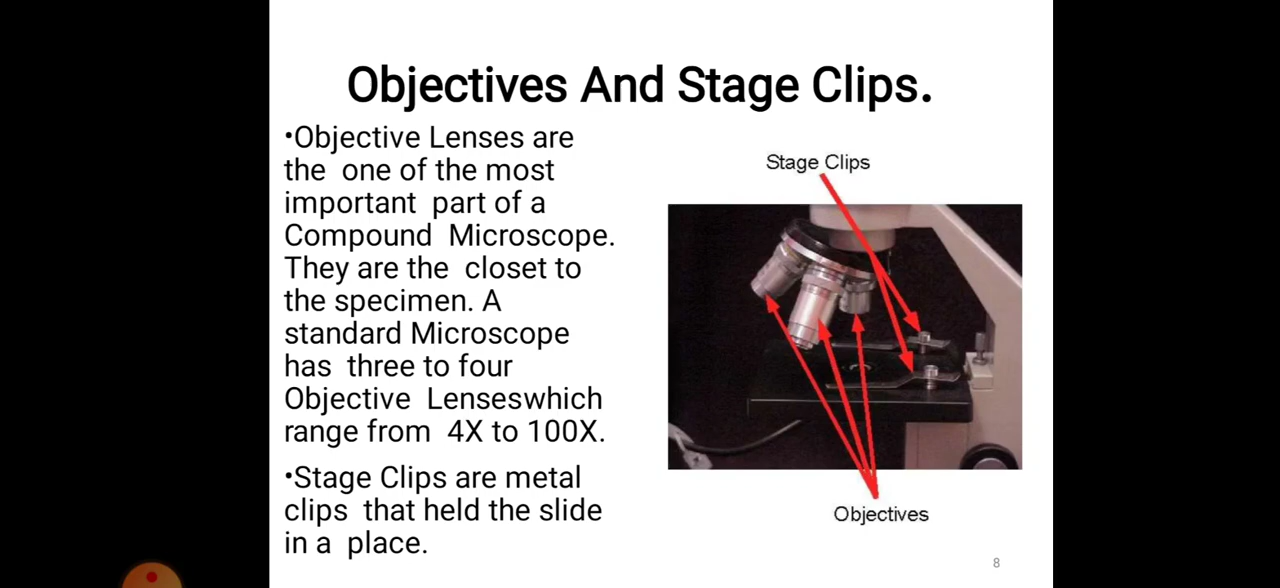 Objectives And Stage Clips.
•Objective Lenses are
the one of the most
important part of a
Compound Microscope.
They are the closet to
the specimen. A
standard Microscope
has three to four
Objective Lenseswhich
range from 4X to 100X.
•Stage Clips are metal
clips that held the slide
in a place.
Stage Clips
Objectives
8